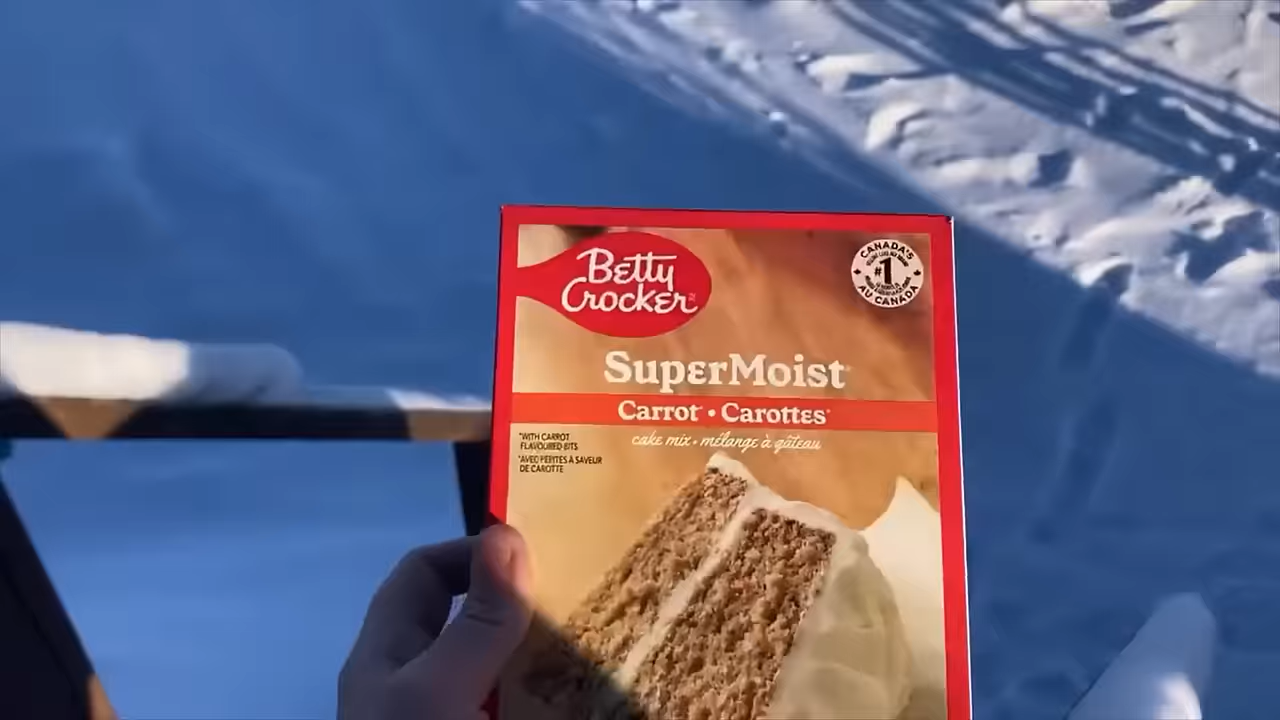 Betty
Crocker
CANADA'S
#1
AU CANADA
SuperMoist
Carrot* • Carottes*
cake mix • mélange à gâteau
*WITH CARROT
FLAVOURED BITS
*AVEC PÉPITES À SAVEUR
DE CAROTTE